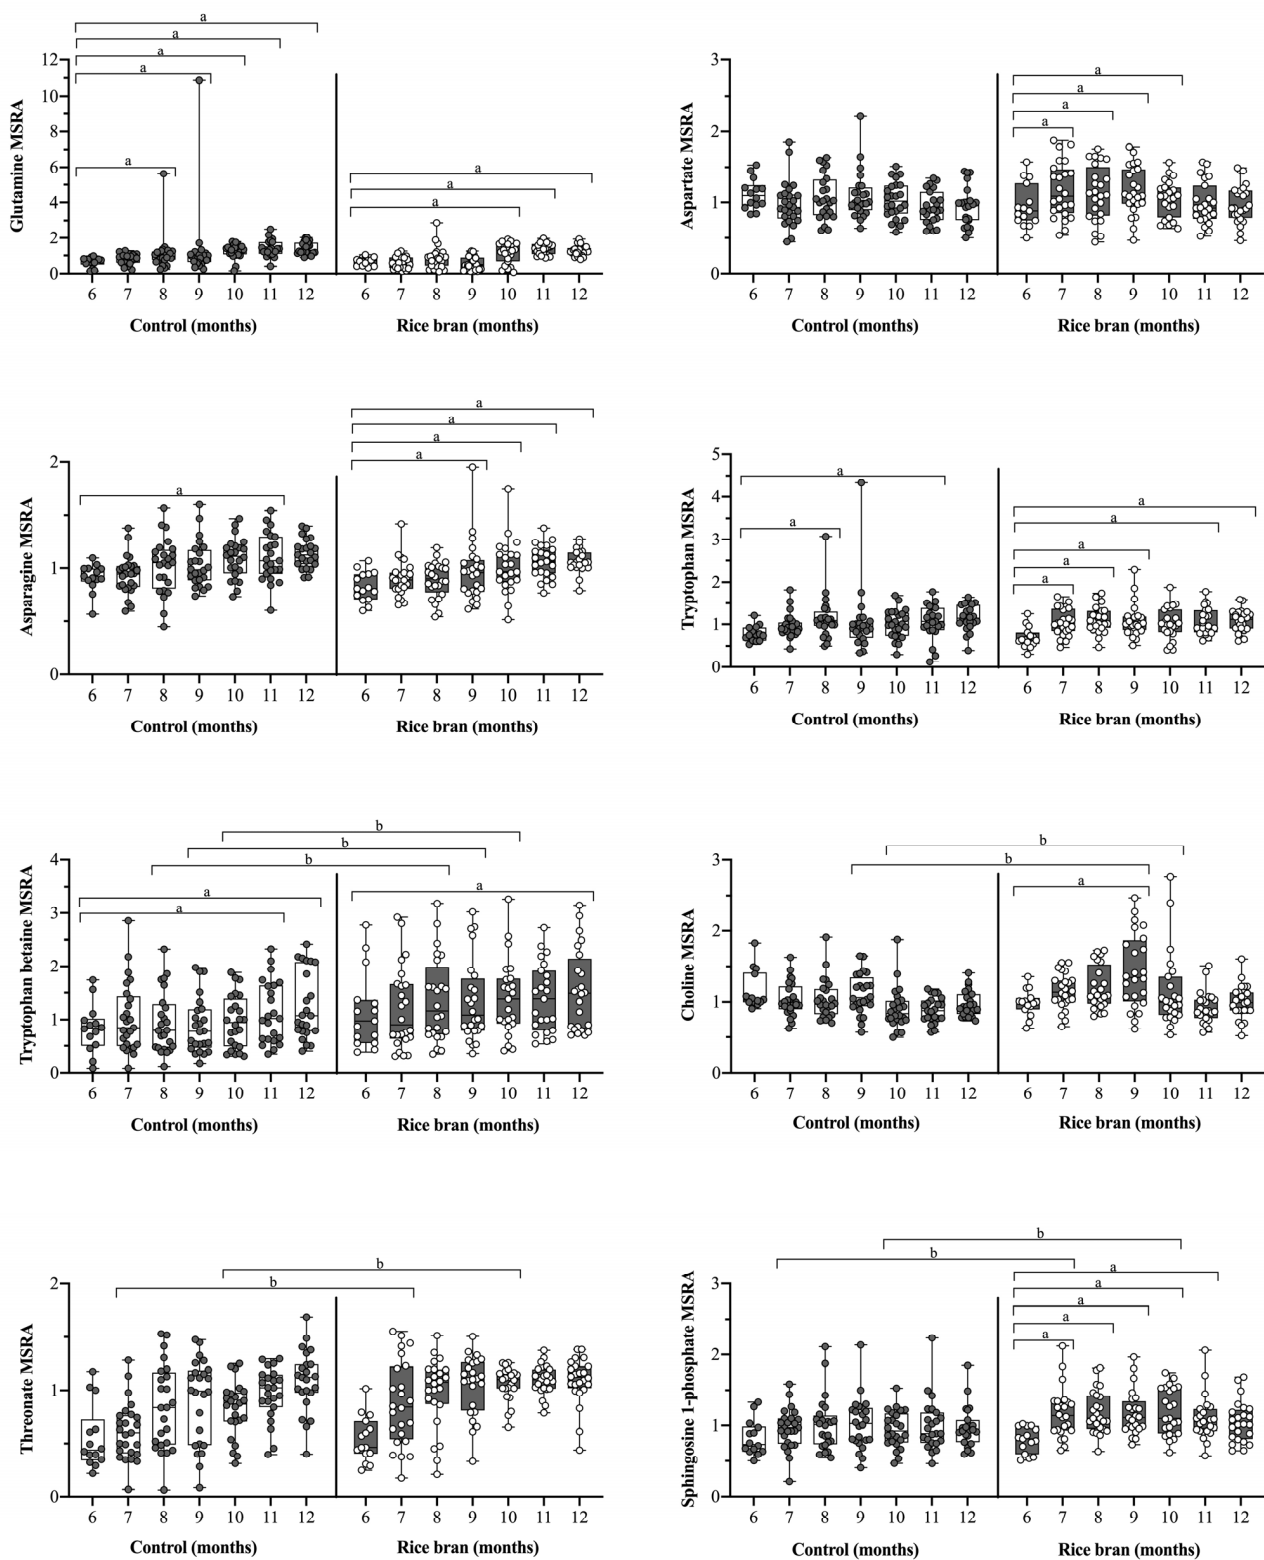 a
a
a
a
a
a
a
a
Glutamine MSRA
12
10
8
6
4
2
0
6 7 8 9 10 11 12 6 7 8 9 10 11 12
Control (months) Rice bran (months)
a
a
a
a
Aspartate MSRA
3
2
1
0
6 7 8 9 10 11 12 6 7 8 9 10 11 12
Control (months) Rice bran (months)
a
a
a
a
a
Asparagine MSRA
2
1
0
6 7 8 9 10 11 12 6 7 8 9 10 11 12
Control (months) Rice bran (months)
a
a
a
a
a
a
a
Tryptophan MSRA
5
4
3
2
1
0
6 7 8 9 10 11 12 6 7 8 9 10 11 12
Control (months) Rice bran (months)
b
b
b
a
a
a
Tryptophan betaine MSRA
4
3
2
1
0
6 7 8 9 10 11 12 6 7 8 9 10 11 12
Control (months) Rice bran (months)
b
b
a
Choline MSRA
3
2
1
0
6 7 8 9 10 11 12 6 7 8 9 10 11 12
Control (months) Rice bran (months)
b
b
Threonate MSRA
2
1
0
6 7 8 9 10 11 12 6 7 8 9 10 11 12
Control (months) Rice bran (months)
b
b
a
a
a
a
a
Sphingosine 1-phosphate MSRA
3
2
1
0
6 7 8 9 10 11 12 6 7 8 9 10 11 12
Control (months) Rice bran (months)